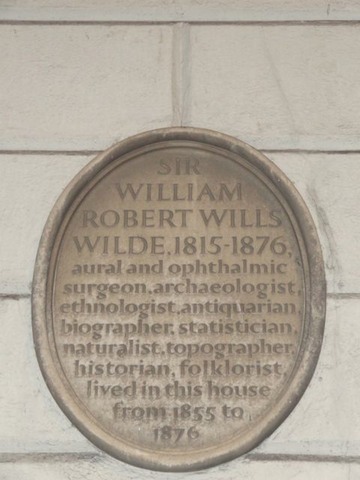 SIR
WILLIAM
ROBERT WILLS
WILDE, 1815-1876,
aural and ophthalmic
surgeon, archaeologist,
ethnologist, antiquarian,
biographer, statistician,
naturalist, topographer,
historian, folklorist,
lived in this house
from 1855 to
1876